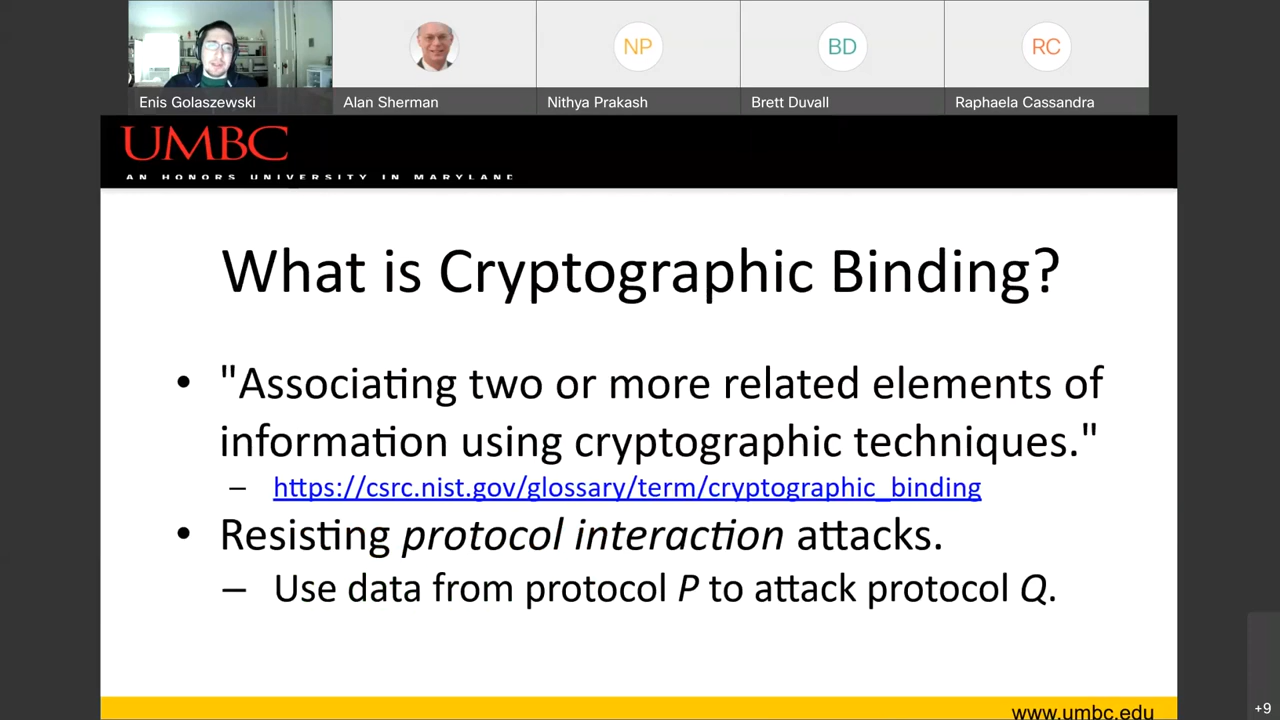 NP
BD
RC
Enis Golaszewski
Alan Sherman
Nithya Prakash
Brett Duvall
Raphaela Cassandra
UMBC
AN HONORS UNIVERSITY IN MARYLAND
What is Cryptographic Binding?
• "Associating two or more related elements of
information using cryptographic techniques."
– https://csrc.nist.gov/glossary/term/cryptographic_binding
• Resisting protocol interaction attacks.
– Use data from protocol P to attack protocol Q.
www.umbc.edu
+9